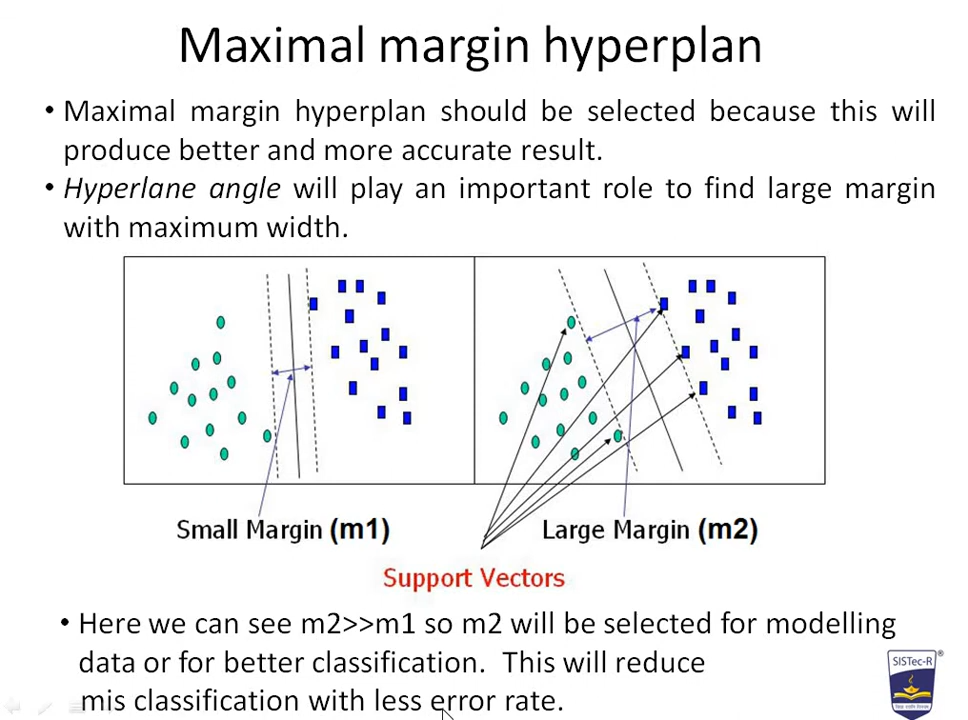 Maximal margin hyperplan
• Maximal margin hyperplan should be selected because this will
produce better and more accurate result.
• Hyperlane angle will play an important role to find large margin
with maximum width.
Small Margin (m1)
Large Margin (m2)
Support Vectors
• Here we can see m2>>m1 so m2 will be selected for modelling
data or for better classification. This will reduce
mis classification with less error rate.
SISTec-R®